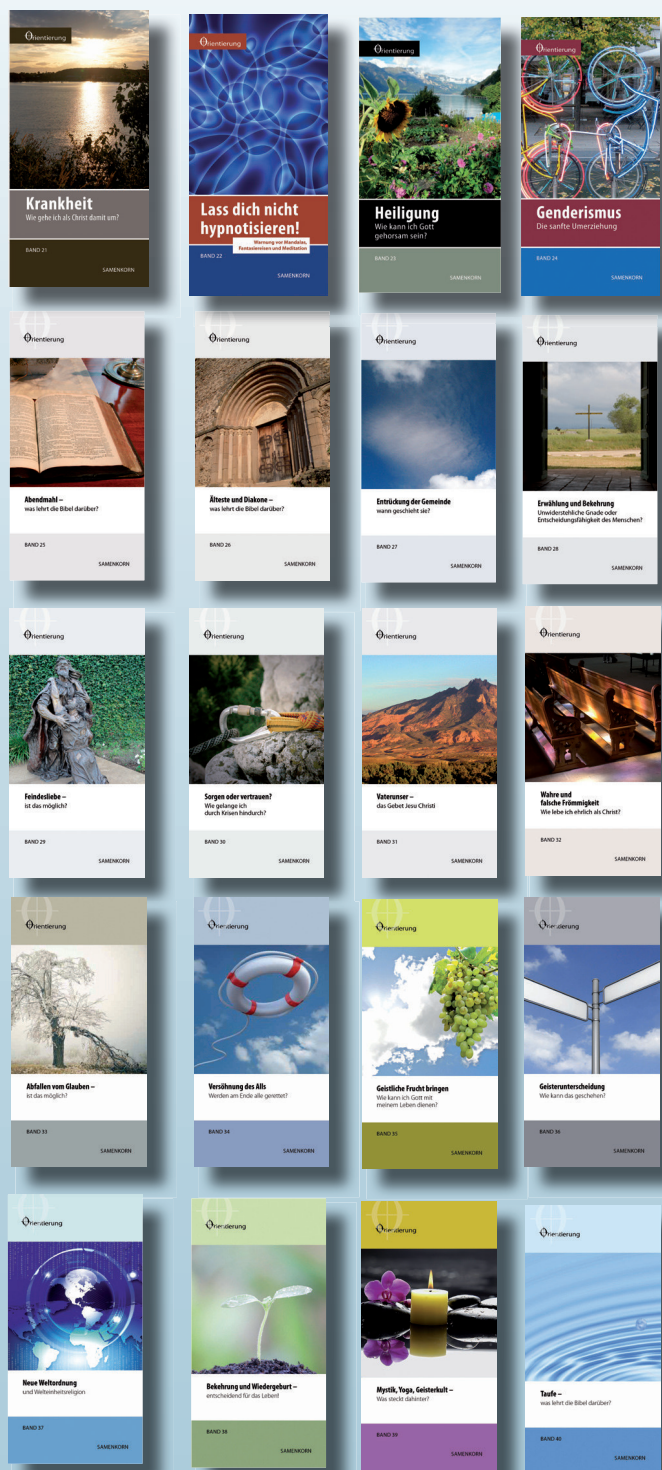 Orientierung
Krankheit
Wie gehe ich als Christ damit um?
BAND 21
SAMENKORN
Orientierung
Lass dich nicht
hypnotisieren!
Warnung vor Mandalas,
Fantasiereisen und Meditation
BAND 22
SAMENKORN
Orientierung
Heiligung
Wie kann ich Gott
gehorsam sein?
BAND 23
SAMENKORN
Orientierung
Genderismus
Die sanfte Umerziehung
BAND 24
SAMENKORN
Orientierung
Abendmahl –
was lehrt die Bibel darüber?
BAND 25
SAMENKORN
Orientierung
Älteste und Diakone –
was lehrt die Bibel darüber?
BAND 26
SAMENKORN
Orientierung
Entrückung der Gemeinde
wann geschieht sie?
BAND 27
SAMENKORN
Orientierung
Erwählung und Bekehrung
Unwiderstehliche Gnade oder
Entscheidungsfähigkeit des Menschen?
BAND 28
SAMENKORN
Orientierung
Feindesliebe –
ist das möglich?
BAND 29
SAMENKORN
Orientierung
Sorgen oder vertrauen?
Wie gelange ich
durch Krisen hindurch?
BAND 30
SAMENKORN
Orientierung
Vaterunser –
das Gebet Jesu Christi
BAND 31
SAMENKORN
Orientierung
Wahre und
falsche Frömmigkeit
Wie lebe ich ehrlich als Christ?
BAND 32
SAMENKORN
Orientierung
Abfallen vom Glauben –
ist das möglich?
BAND 33
SAMENKORN
Orientierung
Versöhnung des Alls
Werden am Ende alle gerettet?
BAND 34
SAMENKORN
Orientierung
Geistliche Frucht bringen
Wie kann ich Gott mit
meinem Leben dienen?
BAND 35
SAMENKORN
Orientierung
Geisterunterscheidung
Wie kann das geschehen?
BAND 36
SAMENKORN
Orientierung
Neue Weltordnung
und Welteinheitsreligion
BAND 37
SAMENKORN
Orientierung
Bekehrung und Wiedergeburt –
entscheidend für das Leben!
BAND 38
SAMENKORN
Orientierung
Mystik, Yoga, Geisterkult –
Was steckt dahinter?
BAND 39
SAMENKORN
Orientierung
Taufe –
was lehrt die Bibel darüber?
BAND 40
SAMENKORN